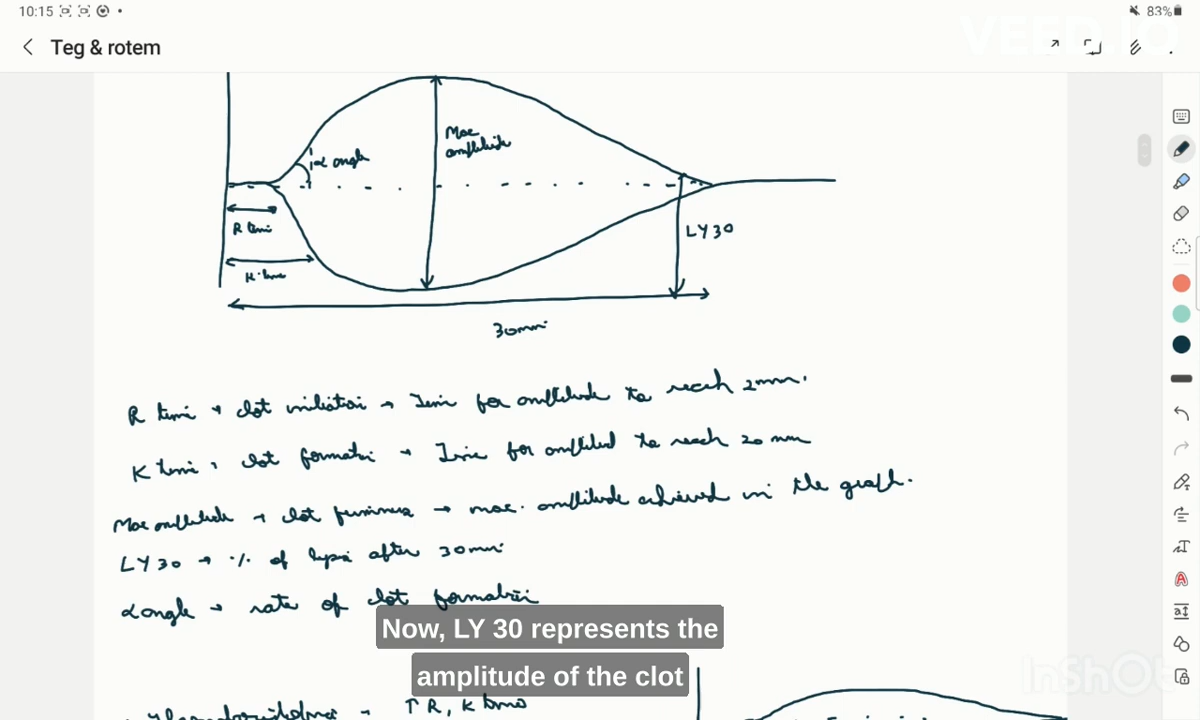 10:15
83%
VEED.IO
Teg & rotem
Max
amplitude
α angle
R time
K time
LY30
30min
R time → clot initiation → Time for amplitude to reach 2mm.
K time → clot formation → Time for amplitude to reach 20 mm
Max amplitude → clot firmness → max. amplitude achieved in the graph.
LY30 → % of lysis after 30min
α angle → rate of clot formation
Now, LY 30 represents the
amplitude of the clot
↑ R, K time
InShOt